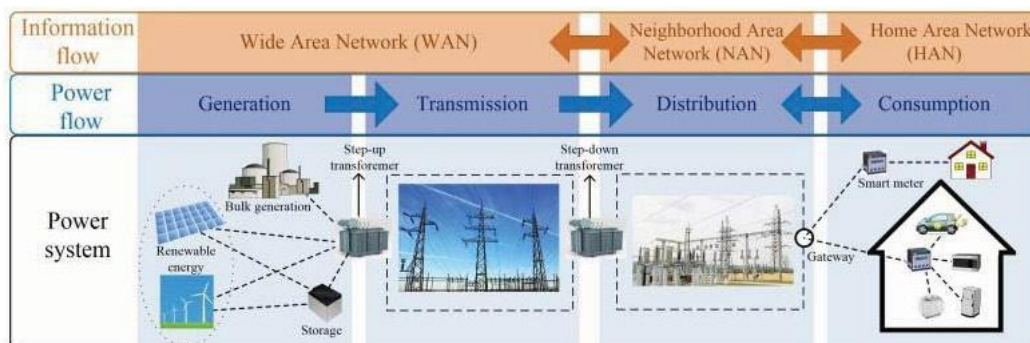 Information
flow
Wide Area Network (WAN)
Neighborhood Area
Network (NAN)
Home Area Network
(HAN)
Power
flow
Generation
Transmission
Distribution
Consumption
Power
system
Step-up
transforemer
Bulk generation
Renewable
energy
Storage
Step-down
transforemer
Gateway
Smart meter